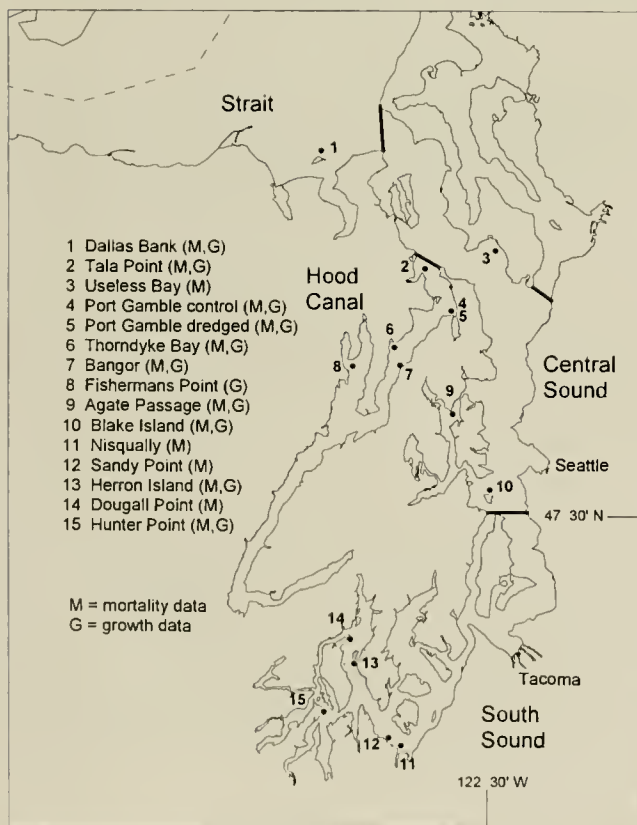 Strait
1
1 Dallas Bank (M,G)
2 Tala Point (M,G)
3 Useless Bay (M)
4 Port Gamble control (M,G)
5 Port Gamble dredged (M,G)
6 Thorndyke Bay (M,G)
7 Bangor (M,G)
8 Fishermans Point (G)
9 Agate Passage (M,G)
10 Blake Island (M,G)
11 Nisqually (M)
12 Sandy Point (M)
13 Herron Island (M,G)
14 Dougall Point (M)
15 Hunter Point (M,G)
M = mortality data
G = growth data
Hood
Canal
2
3
4
5
6
7
8
9
Central
Sound
Seattle
10
47 30' N
14
13
Tacoma
15
South
Sound
12
11
122 30' W